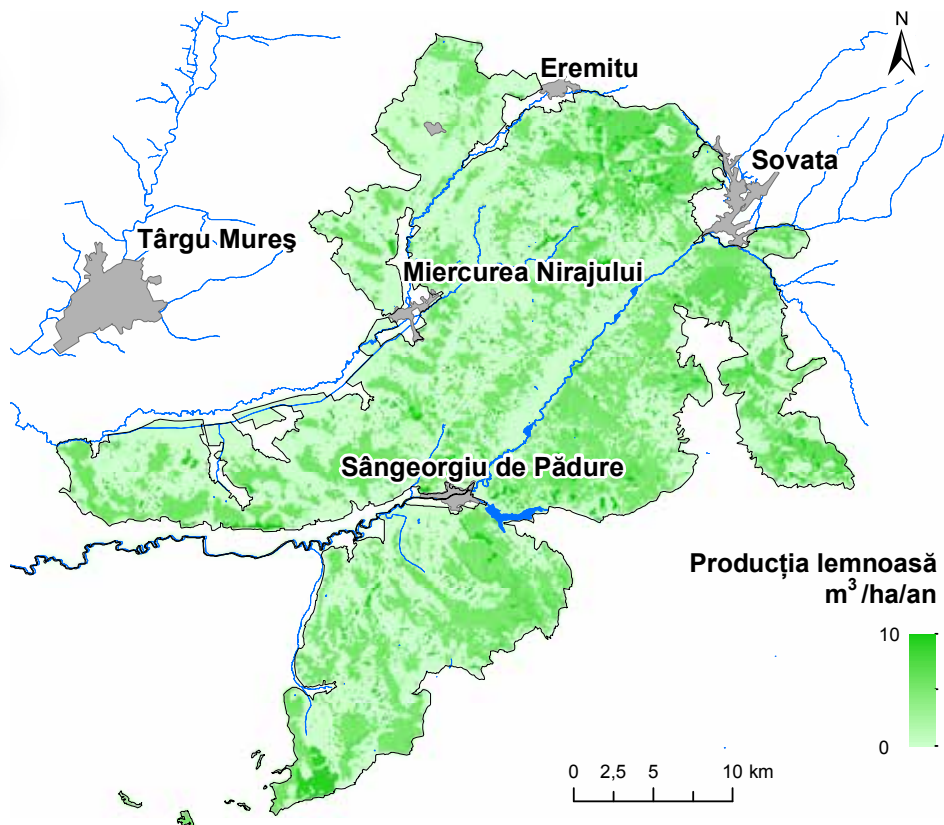 N
Eremitu
Sovata
Târgu Mureş
Miercurea Nirajului
Sângeorgiu de Pădure
Producția lemnoasă
m³/ha/an
10
0
0 2,5 5 10 km